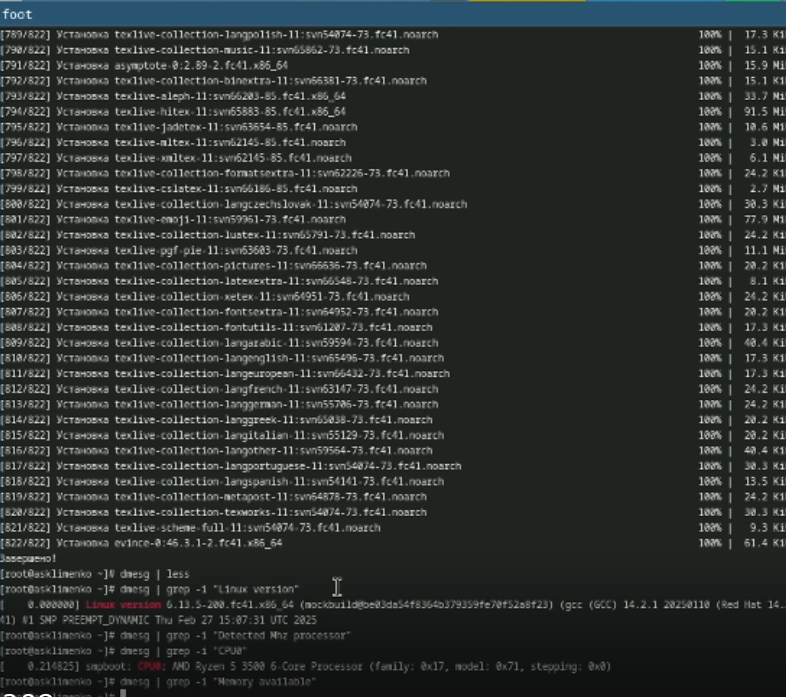 foot
[789/822] Установка texlive-collection-langpolish-11:svn54074-73.fc41.noarch 100% | 17.3 Ki
[790/822] Установка texlive-collection-music-11:svn65862-73.fc41.noarch 100% | 15.1 Ki
[791/822] Установка asymptote-0:2.89-2.fc41.x86_64 100% | 15.9 Mi
[792/822] Установка texlive-collection-binextra-11:svn66381-73.fc41.noarch 100% | 15.1 Ki
[793/822] Установка texlive-aleph-11:svn66203-85.fc41.x86_64 100% | 33.7 Mi
[794/822] Установка texlive-hitex-11:svn65883-85.fc41.x86_64 100% | 91.5 Mi
[795/822] Установка texlive-jadetex-11:svn63654-85.fc41.noarch 100% | 10.6 Ki
[796/822] Установка texlive-mltex-11:svn62145-85.fc41.noarch 100% | 3.0 Ki
[797/822] Установка texlive-xmltex-11:svn62145-85.fc41.noarch 100% | 6.1 Ki
[798/822] Установка texlive-collection-formatsextra-11:svn62226-73.fc41.noarch 100% | 24.2 Ki
[799/822] Установка texlive-cslatex-11:svn66186-85.fc41.noarch 100% | 2.7 Ki
[800/822] Установка texlive-collection-langczechslovak-11:svn54074-73.fc41.noarch 100% | 30.3 Ki
[801/822] Установка texlive-emoji-11:svn59961-73.fc41.noarch 100% | 77.9 Mi
[802/822] Установка texlive-collection-luatex-11:svn65791-73.fc41.noarch 100% | 24.2 Ki
[803/822] Установка texlive-pgf-pie-11:svn63603-73.fc41.noarch 100% | 11.1 Mi
[804/822] Установка texlive-collection-pictures-11:svn66636-73.fc41.noarch 100% | 20.2 Ki
[805/822] Установка texlive-collection-latexextra-11:svn66548-73.fc41.noarch 100% | 8.1 Ki
[806/822] Установка texlive-collection-xetex-11:svn64951-73.fc41.noarch 100% | 24.2 Ki
[807/822] Установка texlive-collection-fontsextra-11:svn64952-73.fc41.noarch 100% | 20.2 Ki
[808/822] Установка texlive-collection-fontutils-11:svn61207-73.fc41.noarch 100% | 17.3 Ki
[809/822] Установка texlive-collection-langarabic-11:svn59594-73.fc41.noarch 100% | 40.4 Ki
[810/822] Установка texlive-collection-langenglish-11:svn65496-73.fc41.noarch 100% | 17.3 Ki
[811/822] Установка texlive-collection-langeuropean-11:svn66432-73.fc41.noarch 100% | 17.3 Ki
[812/822] Установка texlive-collection-langfrench-11:svn63147-73.fc41.noarch 100% | 24.2 Ki
[813/822] Установка texlive-collection-langgerman-11:svn55706-73.fc41.noarch 100% | 24.2 Ki
[814/822] Установка texlive-collection-langgreek-11:svn65038-73.fc41.noarch 100% | 20.2 Ki
[815/822] Установка texlive-collection-langitalian-11:svn55129-73.fc41.noarch 100% | 20.2 Ki
[816/822] Установка texlive-collection-langother-11:svn59564-73.fc41.noarch 100% | 40.4 Ki
[817/822] Установка texlive-collection-langportuguese-11:svn54074-73.fc41.noarch 100% | 30.3 Ki
[818/822] Установка texlive-collection-langspanish-11:svn54141-73.fc41.noarch 100% | 13.5 Ki
[819/822] Установка texlive-collection-metapost-11:svn64878-73.fc41.noarch 100% | 24.2 Ki
[820/822] Установка texlive-collection-texworks-11:svn54074-73.fc41.noarch 100% | 30.3 Ki
[821/822] Установка texlive-scheme-full-11:svn54074-73.fc41.noarch 100% | 9.3 Ki
[822/822] Установка evince-0:46.3.1-2.fc41.x86_64 100% | 61.4 Ki
Завершено!
[root@asklimenko ~]# dmesg | less
[root@asklimenko ~]# dmesg | grep -i "Linux version"
[ 0.000000] Linux version 6.13.5-200.fc41.x86_64 (mockbuild@be03da54f8364b379359fe70f52a8f23) (gcc (GCC) 14.2.1 20250110 (Red Hat 14.
41) #1 SMP PREEMPT_DYNAMIC Thu Feb 27 15:07:31 UTC 2025
[root@asklimenko ~]# dmesg | grep -i "Detected Mhz processor"
[root@asklimenko ~]# dmesg | grep -i "CPU0"
[ 0.214825] smpboot: CPU0: AMD Ryzen 5 3500 6-Core Processor (family: 0x17, model: 0x71, stepping: 0x0)
[root@asklimenko ~]# dmesg | grep -i "Memory available"